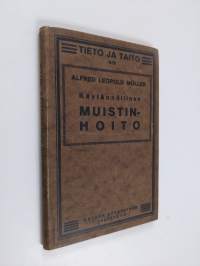 TIETO JA TAITO
ALFRED LEOPOLD MÜLLER
Käytännöllinen
MUISTIN-
HOITO